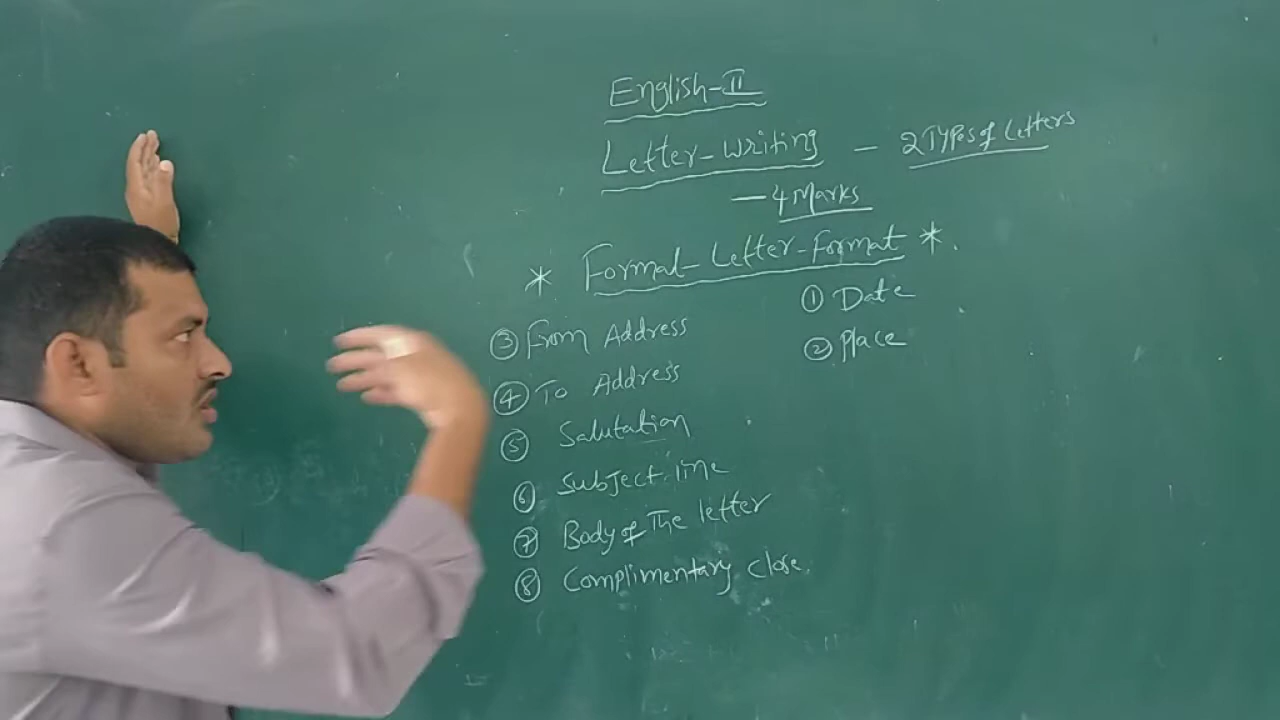 English-II
Letter-Writing - 2 Types of Letters
- 4 Marks
* Formal-Letter-Format *.
① Date
② Place
③ From Address
④ To Address
⑤ Salutation
⑥ Subject line
⑦ Body of The letter
⑧ Complimentary close.